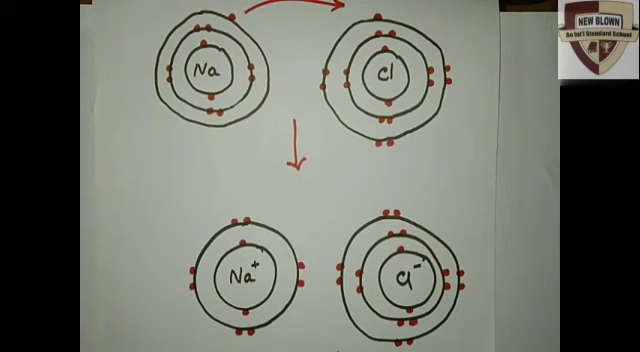 Na
Cl
NEW BLOWN
An Int'l Standard School
Na+
Cl-